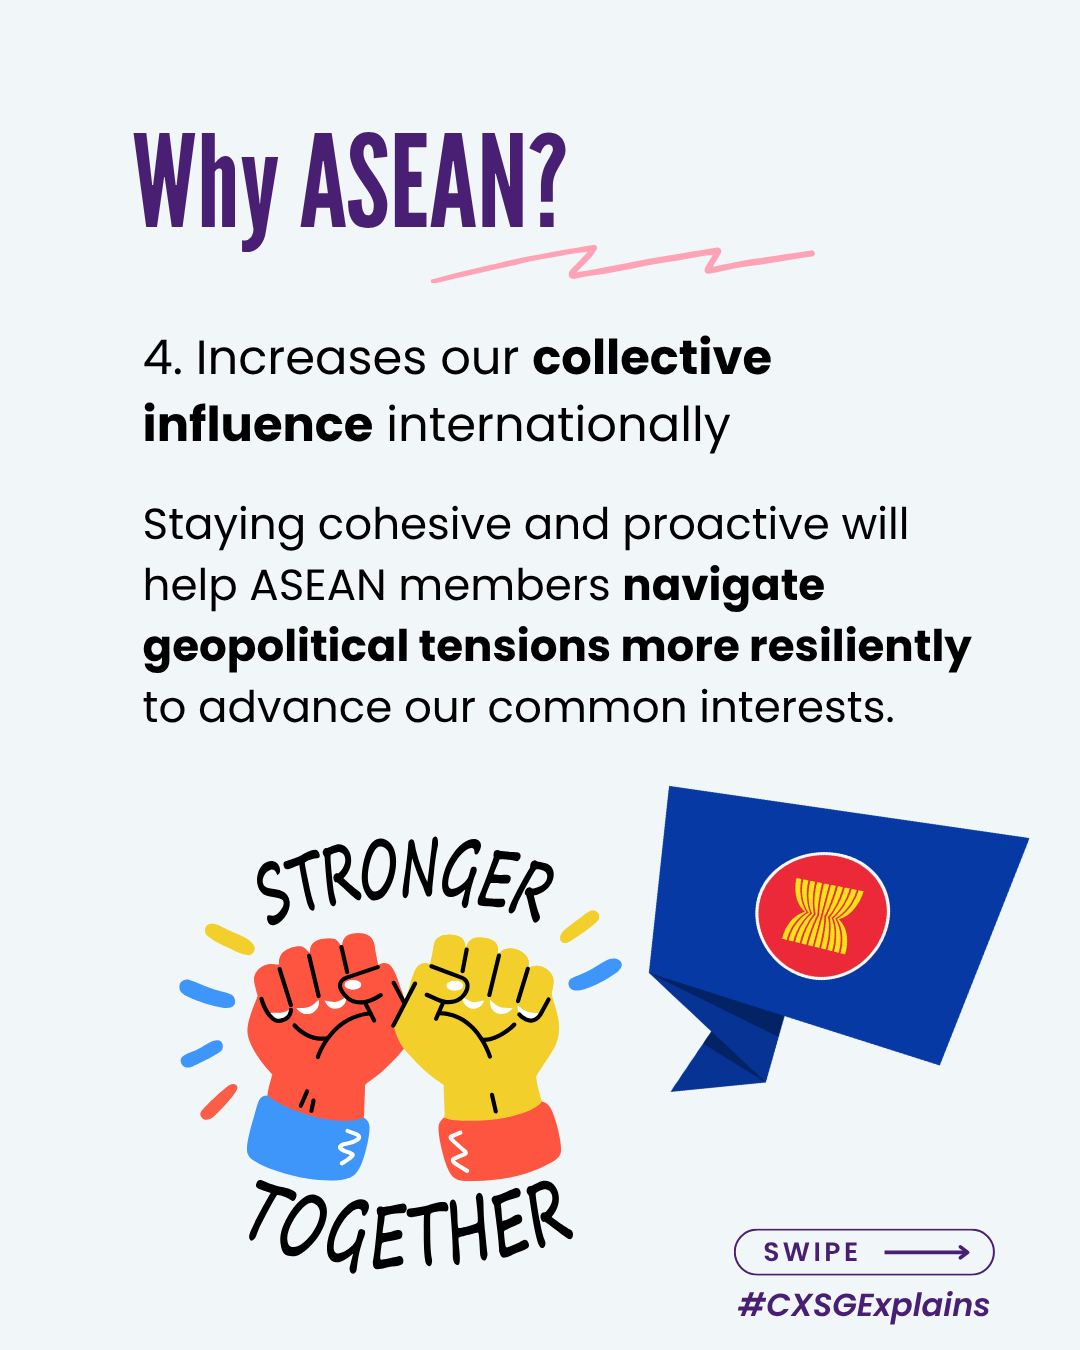 Why ASEAN?
4. Increases our collective
influence internationally
Staying cohesive and proactive will
help ASEAN members navigate
geopolitical tensions more resiliently
to advance our common interests.
STRONGER
TOGETHER
SWIPE
#CXSGExplains